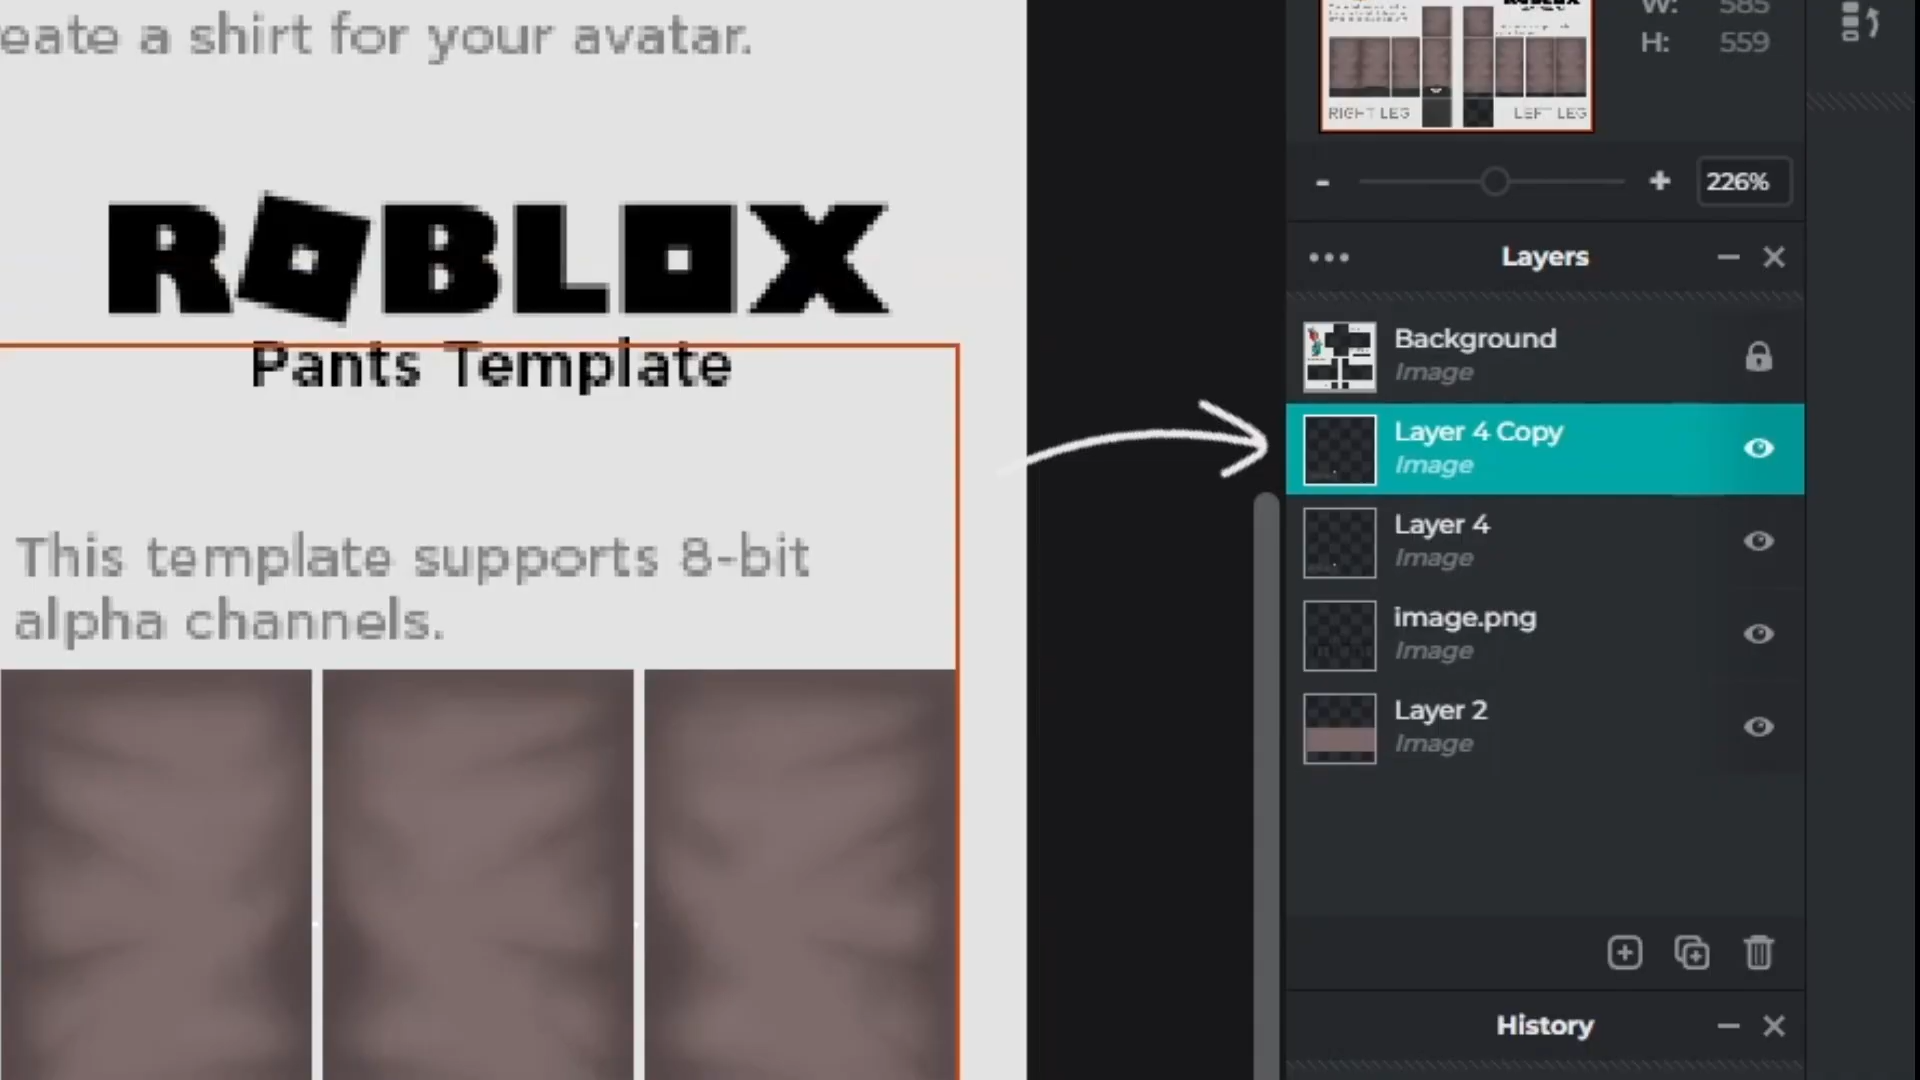 eate a shirt for your avatar.
ROBLOX
Pants Template
This template supports 8-bit
alpha channels.
RIGHT LEG
LEFT LEG
W: 585
H: 559
- + 226%
Layers
Background
Image
Layer 4 Copy
Image
Layer 4
Image
image.png
Image
Layer 2
Image
History